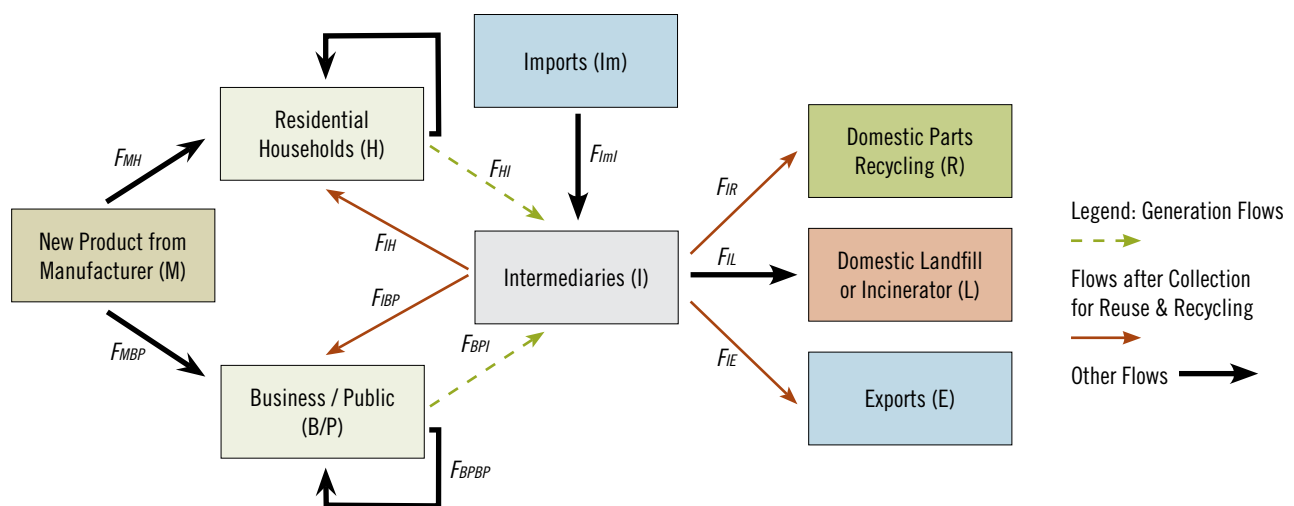 Imports (Im)
Residential
Households (H)
Domestic Parts
Recycling (R)
FMH
FHI
FImI
FIR
New Product from
Manufacturer (M)
FIH
Intermediaries (I)
FIL
Domestic Landfill
or Incinerator (L)
FIBP
FMBP
FBPI
FIE
Business / Public
(B/P)
Exports (E)
FBPBP
Legend: Generation Flows
Flows after Collection
for Reuse & Recycling
Other Flows